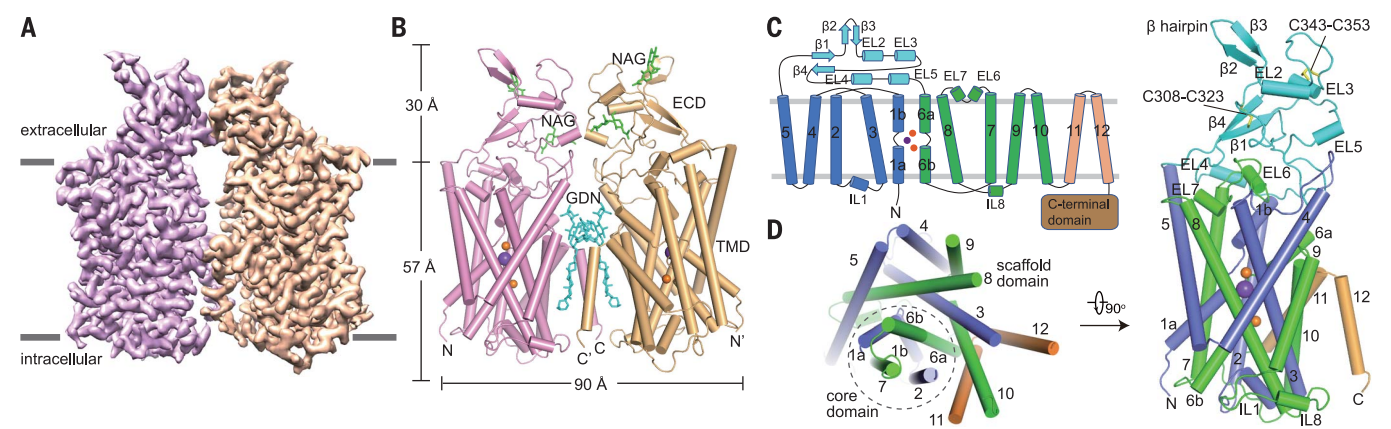 A
extracellular
intracellular
B
30 Å
57 Å
90 Å
NAG
NAG
ECD
GDN
TMD
N
C'
C
N'
C
β2
β3
β1
EL2
EL3
β4
EL4
EL5
EL7
EL6
5
4
2
3
1b
6a
8
7
9
10
11
12
1a
6b
IL1
N
IL8
C-terminal
domain
D
4
5
9
8
scaffold
domain
3
12
6b
1a
1b
6a
7
2
10
11
core
domain
90º
β hairpin
β3
C343-C353
β2
EL2
EL3
C308-C323
β4
β1
EL5
EL4
EL6
EL7
5
8
1b
6a
9
11
12
1a
10
7
2
3
N
6b
IL1
IL8
C